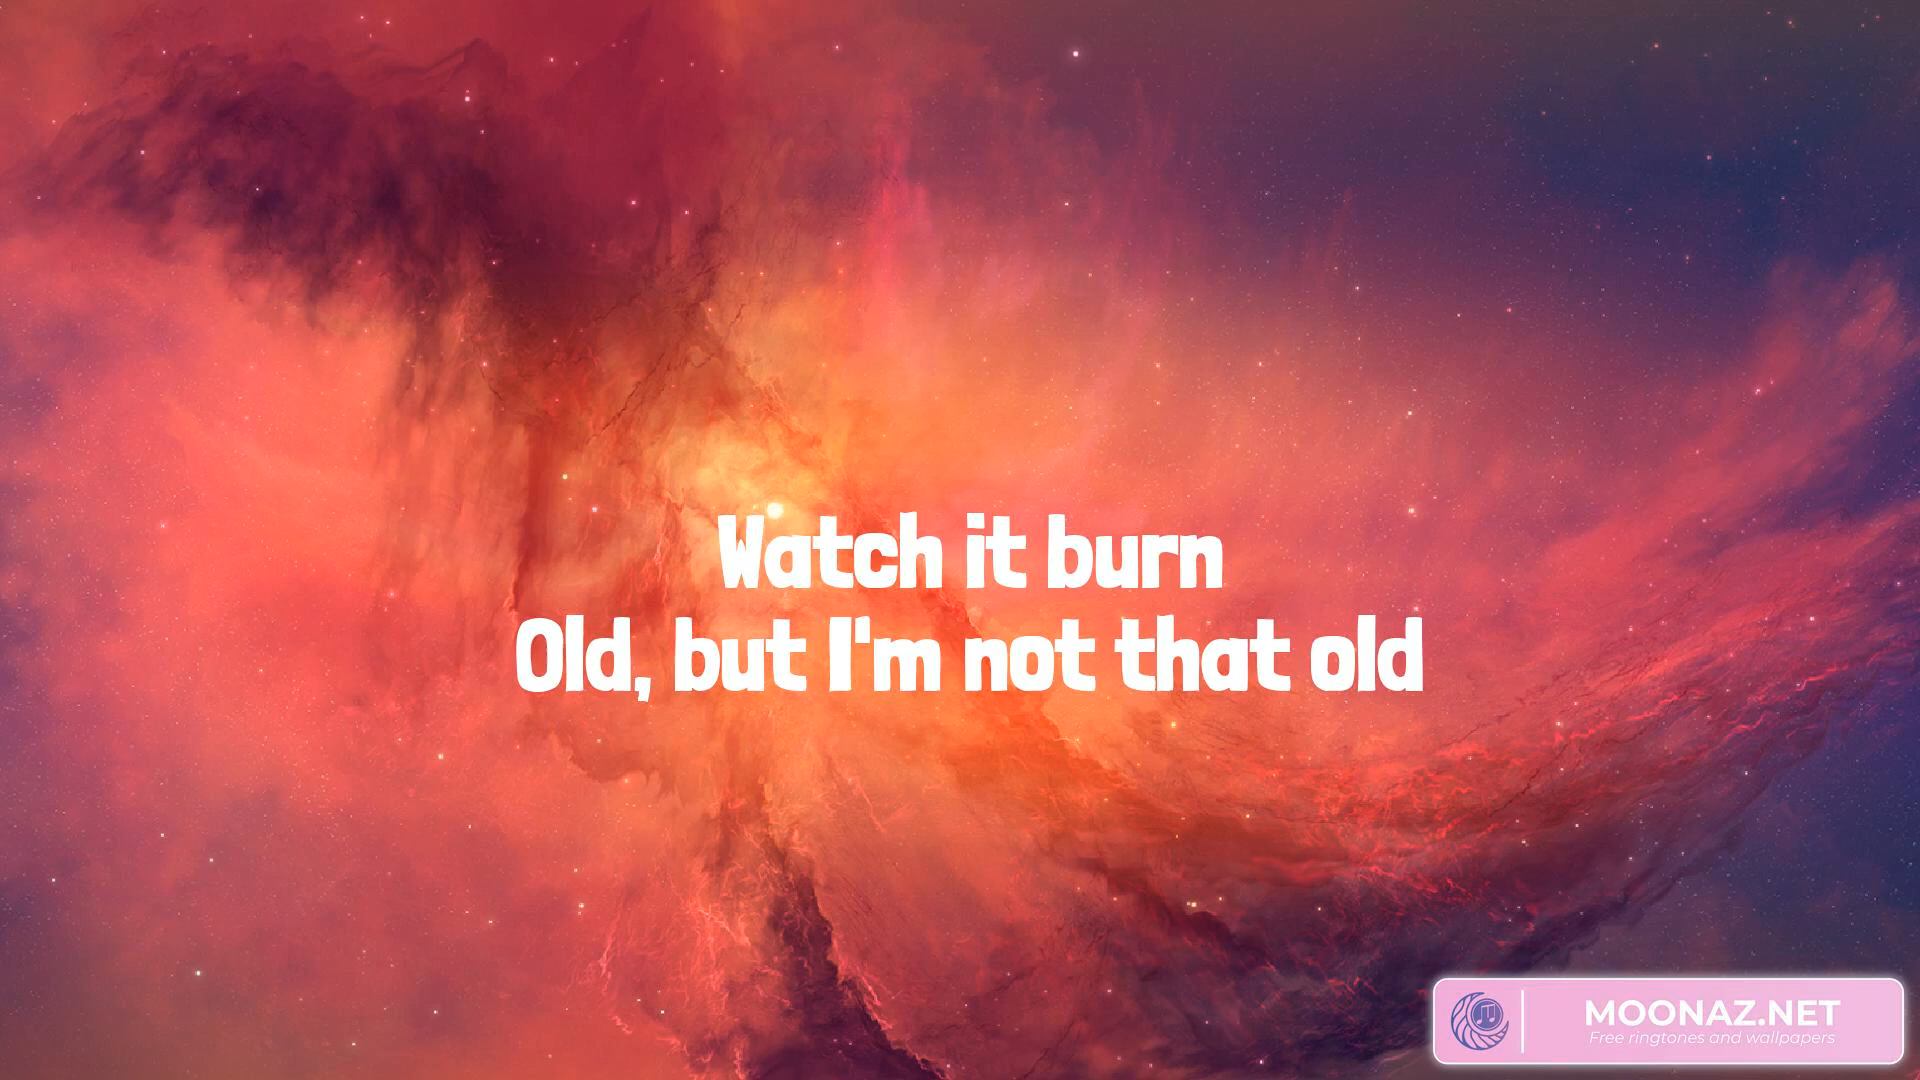 Watch it burn
Old, but I'm not that old
MOONAZ.NET
Free ringtones and wallpapers